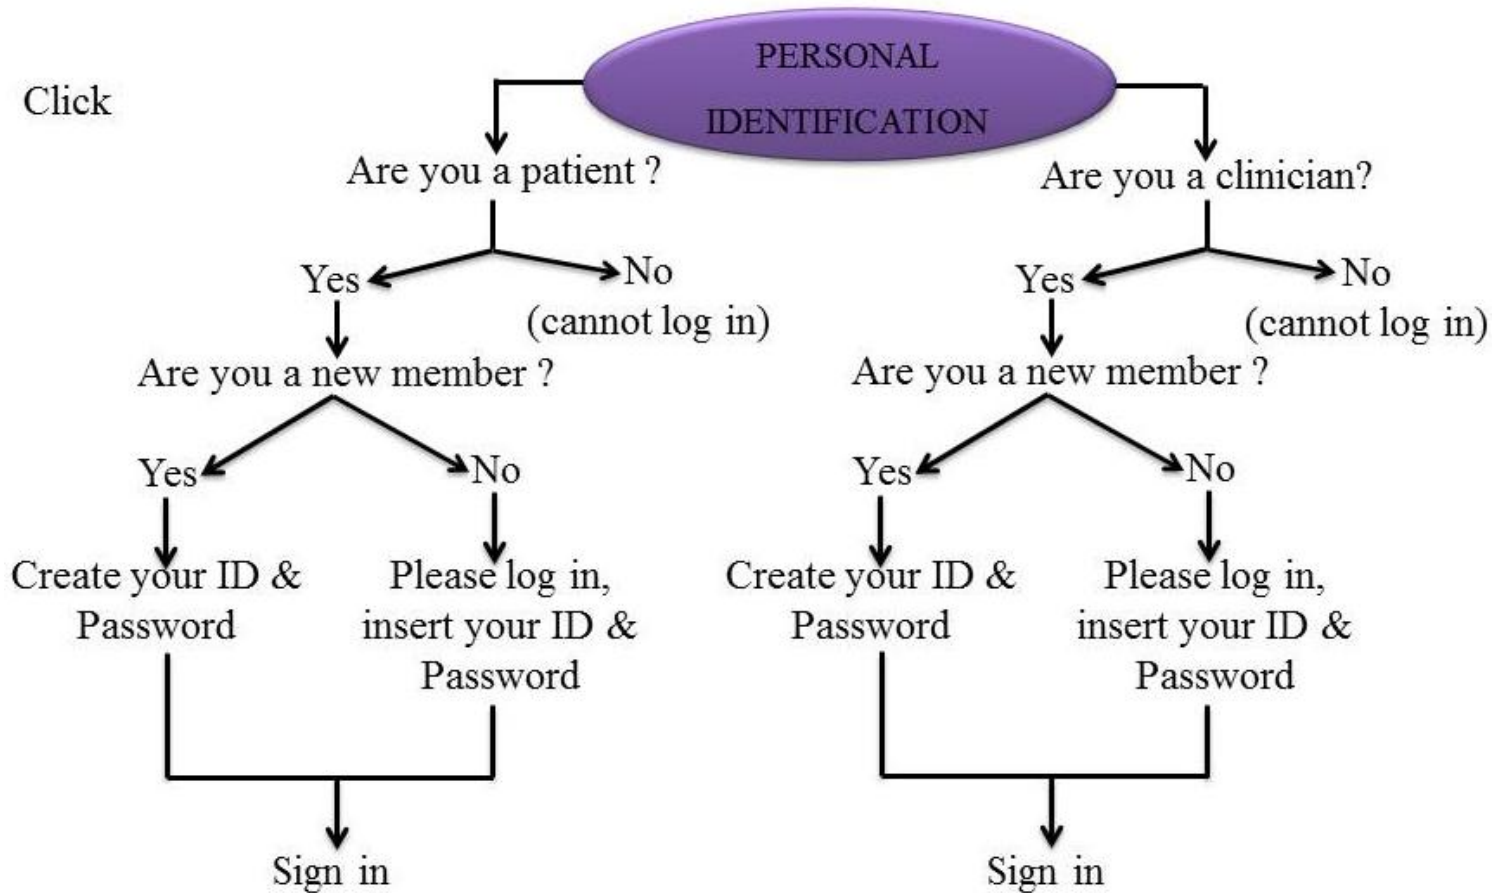 PERSONAL
IDENTIFICATION
Click
Are you a patient ?
Yes
No
(cannot log in)
Are you a new member ?
Yes
No
Create your ID &
Password
Please log in,
insert your ID &
Password
Sign in
Are you a clinician?
Yes
No
(cannot log in)
Are you a new member ?
Yes
No
Create your ID &
Password
Please log in,
insert your ID &
Password
Sign in